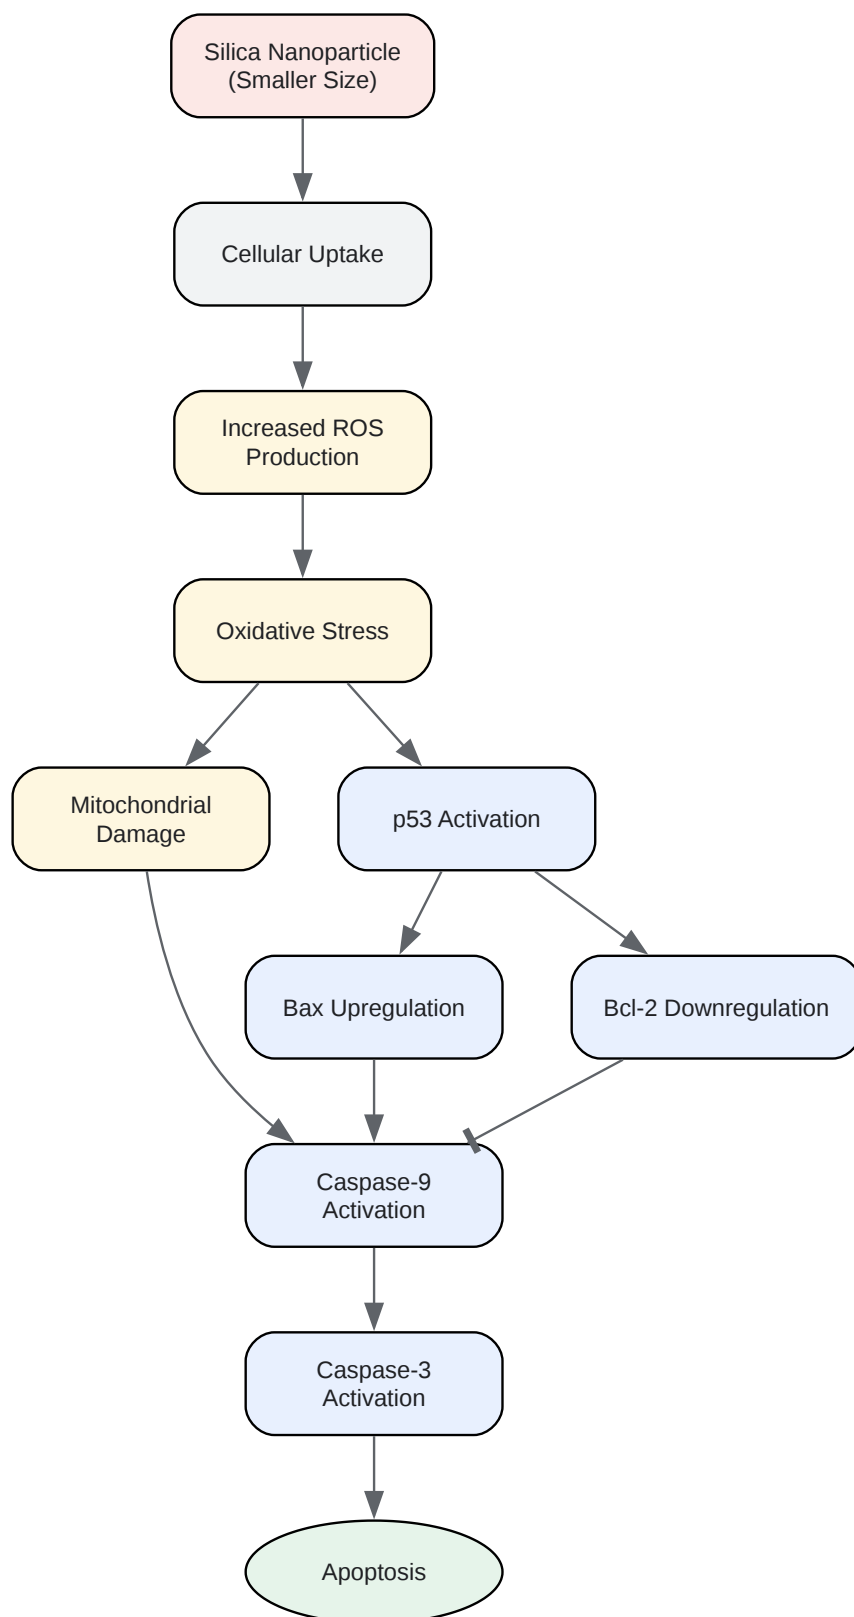 Silica Nanoparticle
(Smaller Size)
Cellular Uptake
Increased ROS
Production
Oxidative Stress
Mitochondrial
Damage
p53 Activation
Bax Upregulation
Bcl-2 Downregulation
Caspase-9
Activation
Caspase-3
Activation
Apoptosis